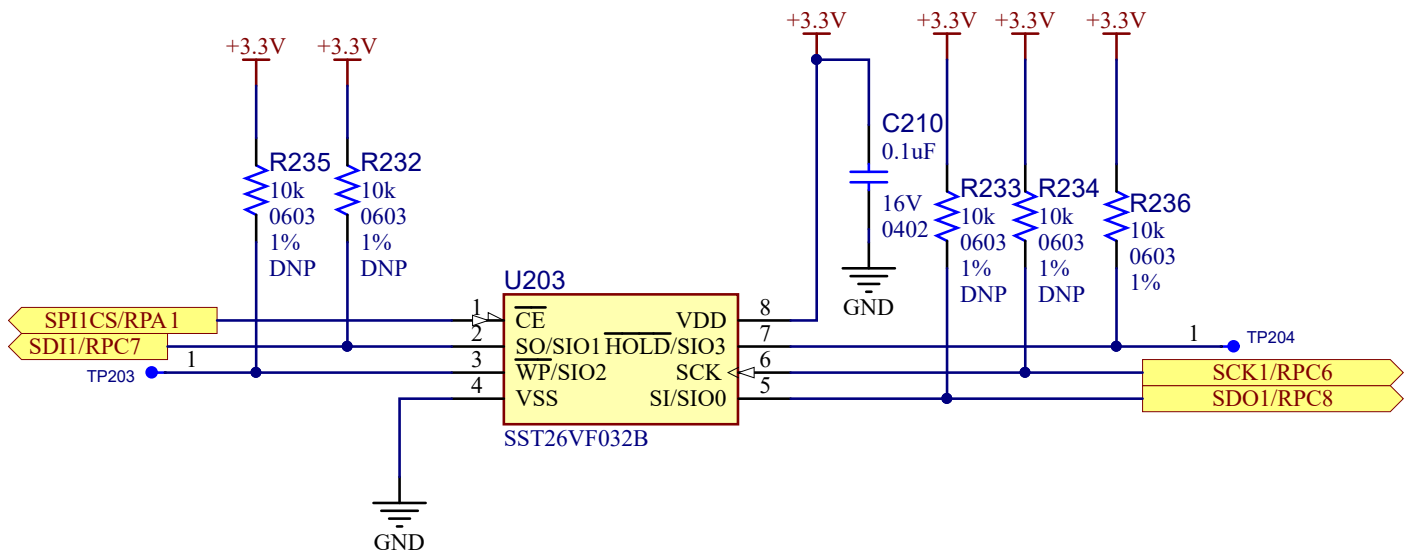 +3.3V
+3.3V
+3.3V
+3.3V
+3.3V
+3.3V
R235
10k
0603
1%
DNP
R232
10k
0603
1%
DNP
C210
0.1uF
16V
0402
GND
R233
10k
0603
1%
DNP
R234
10k
0603
1%
DNP
R236
10k
0603
1%
U203
SPI1CS/RPA1
1
CE
VDD
8
SDI1/RPC7
2
SO/SIO1
HOLD/SIO3
7
1
TP204
TP203
1
3
WP/SIO2
SCK
6
SCK1/RPC6
4
VSS
SI/SIO0
5
SDO1/RPC8
SST26VF032B
GND